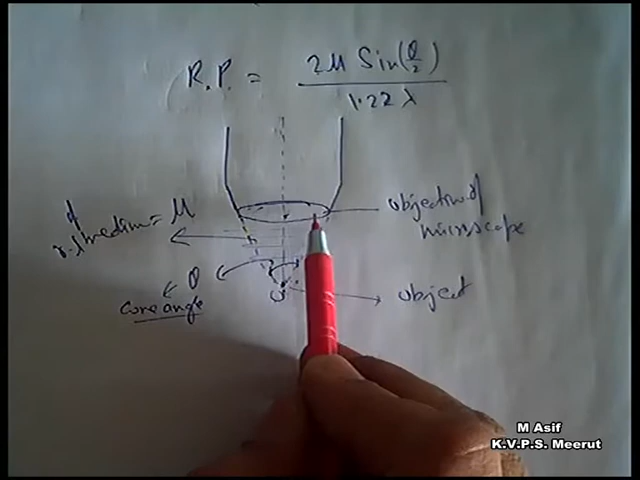 R.P. = 2μ Sin(θ/2) / 1.22 λ
of
r.i medium = μ
objective of
microscope
θ
cone angle
O
object
M Asif
K.V.P.S. Meerut